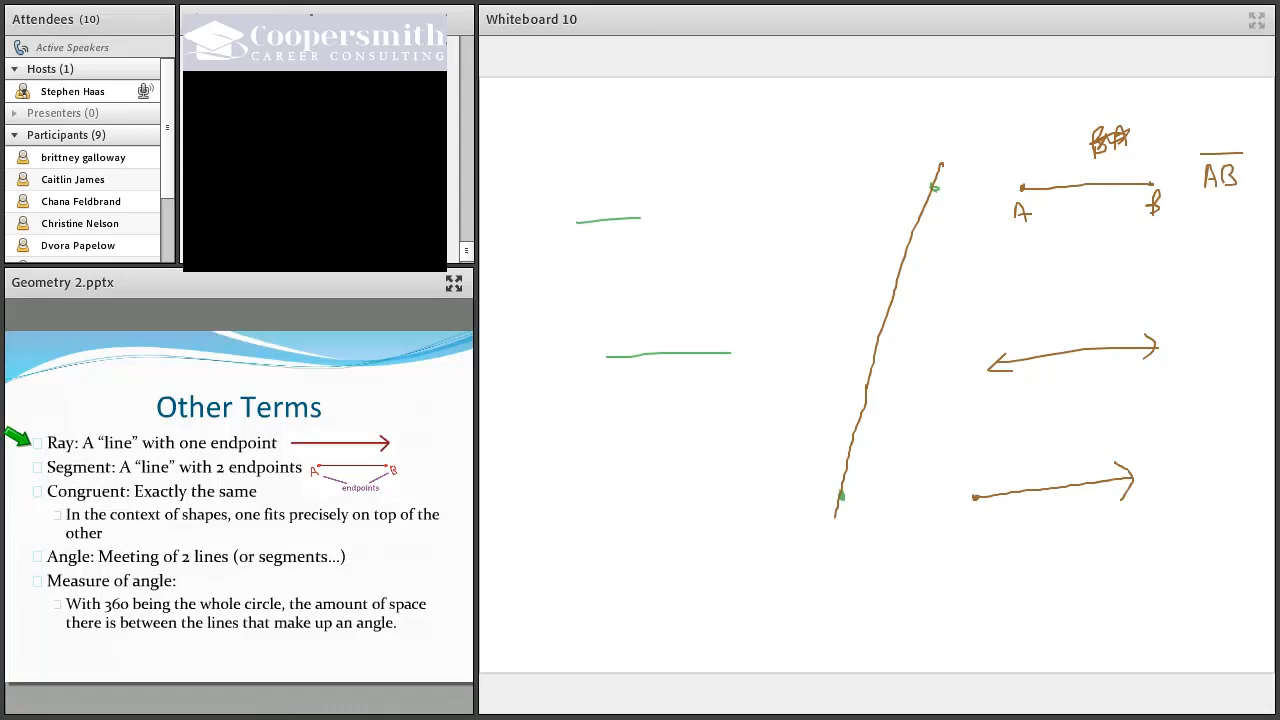 Attendees (10)
Active Speakers
Hosts (1)
Stephen Haas
Presenters (0)
Participants (9)
brittney galloway
Caitlin James
Chana Feldbrand
Christine Nelson
Dvora Papelow
Coopersmith
CAREER CONSULTING
Geometry 2.pptx
Other Terms
Ray: A “line” with one endpoint
Segment: A “line” with 2 endpoints
A B
endpoints
Congruent: Exactly the same
In the context of shapes, one fits precisely on top of the
other
Angle: Meeting of 2 lines (or segments...)
Measure of angle:
With 360 being the whole circle, the amount of space
there is between the lines that make up an angle.
Whiteboard 10
A B
AB